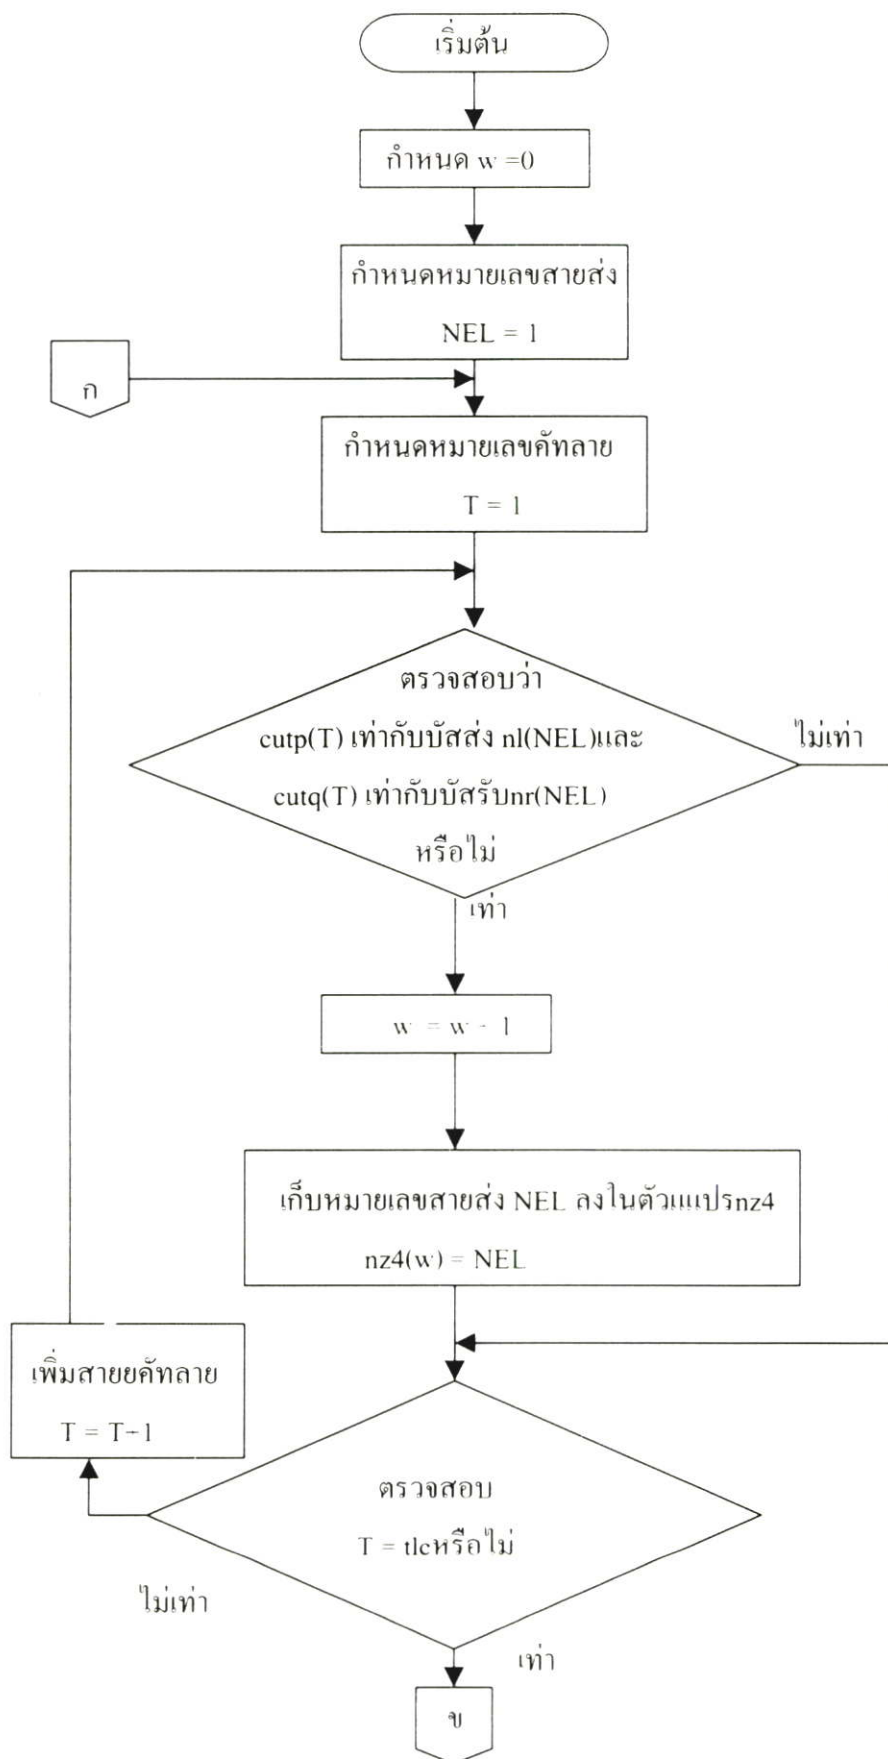 เริ่มต้น
กำหนด w =0
กำหนดหมายเลขสายส่ง
NEL = 1
ก
กำหนดหมายเลขคัทลาย
T = 1
ตรวจสอบว่า
cutp(T) เท่ากับบัสส่ง nl(NEL)และ
cutq(T) เท่ากับบัสรับnr(NEL)
หรือไม่
ไม่เท่า
เท่า
w = w - 1
เก็บหมายเลขสายส่ง NEL ลงในตัวแแปรnz4
nz4(w) = NEL
เพิ่มสายยคัทลาย
T = T-1
ตรวจสอบ
T = tlcหรือไม่
ไม่เท่า
เท่า
ข